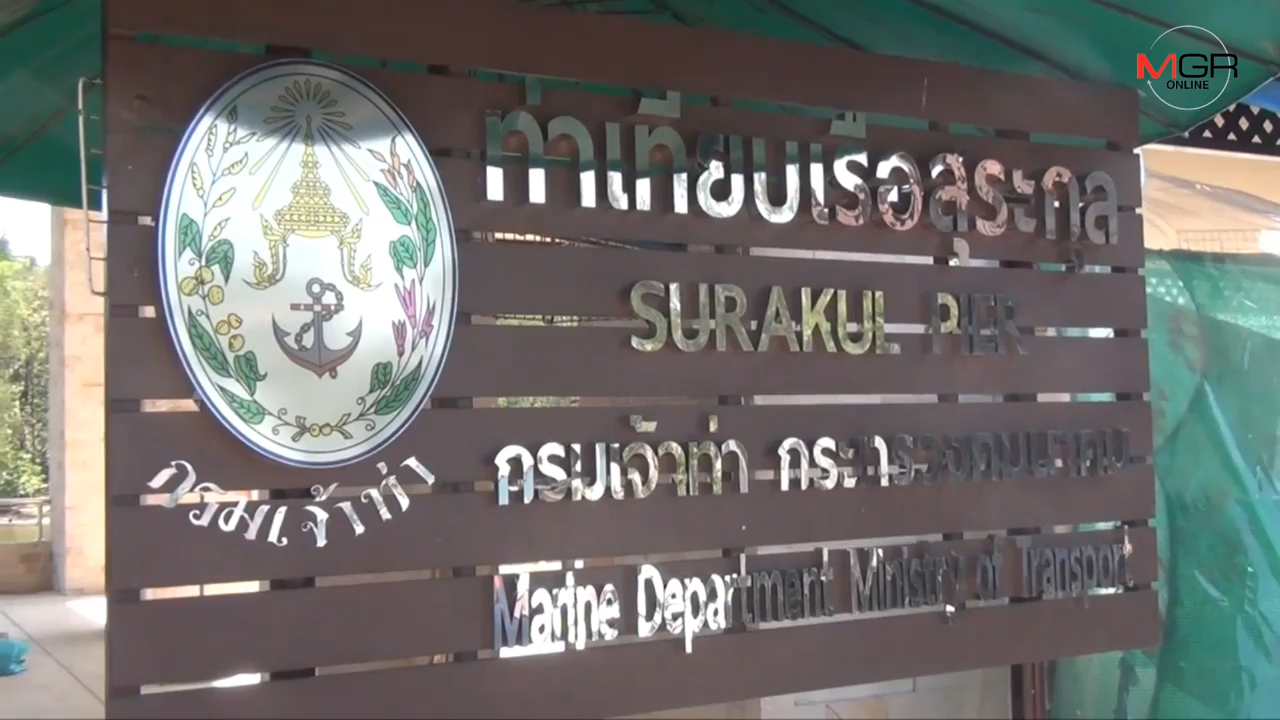 MGR
ONLINE
ท่าเทียบเรือสุระกุล
SURAKUL PIER
กรมเจ้าท่า กระทรวงคมนาคม
Marine Department Ministry of Transport
กรมเจ้าท่า